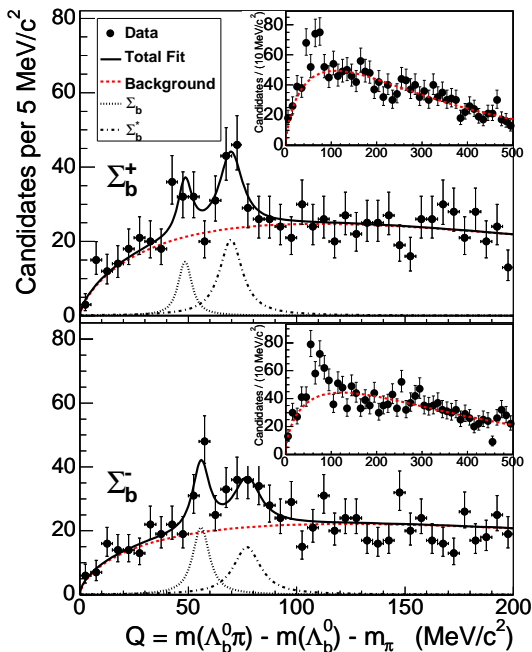 Candidates per 5 MeV/c²
80
60
40
20
0
Data
Total Fit
Background
Σb
Σb*
Σb+
Candidates / (10 MeV/c²)
80
60
40
20
0
0 100 200 300 400 500
80
60
40
20
0
Σb-
Candidates / (10 MeV/c²)
100
80
60
40
20
0
0 100 200 300 400 500
0 50 100 150 200
Q = m(Λb0π) - m(Λb0) - mπ (MeV/c²)